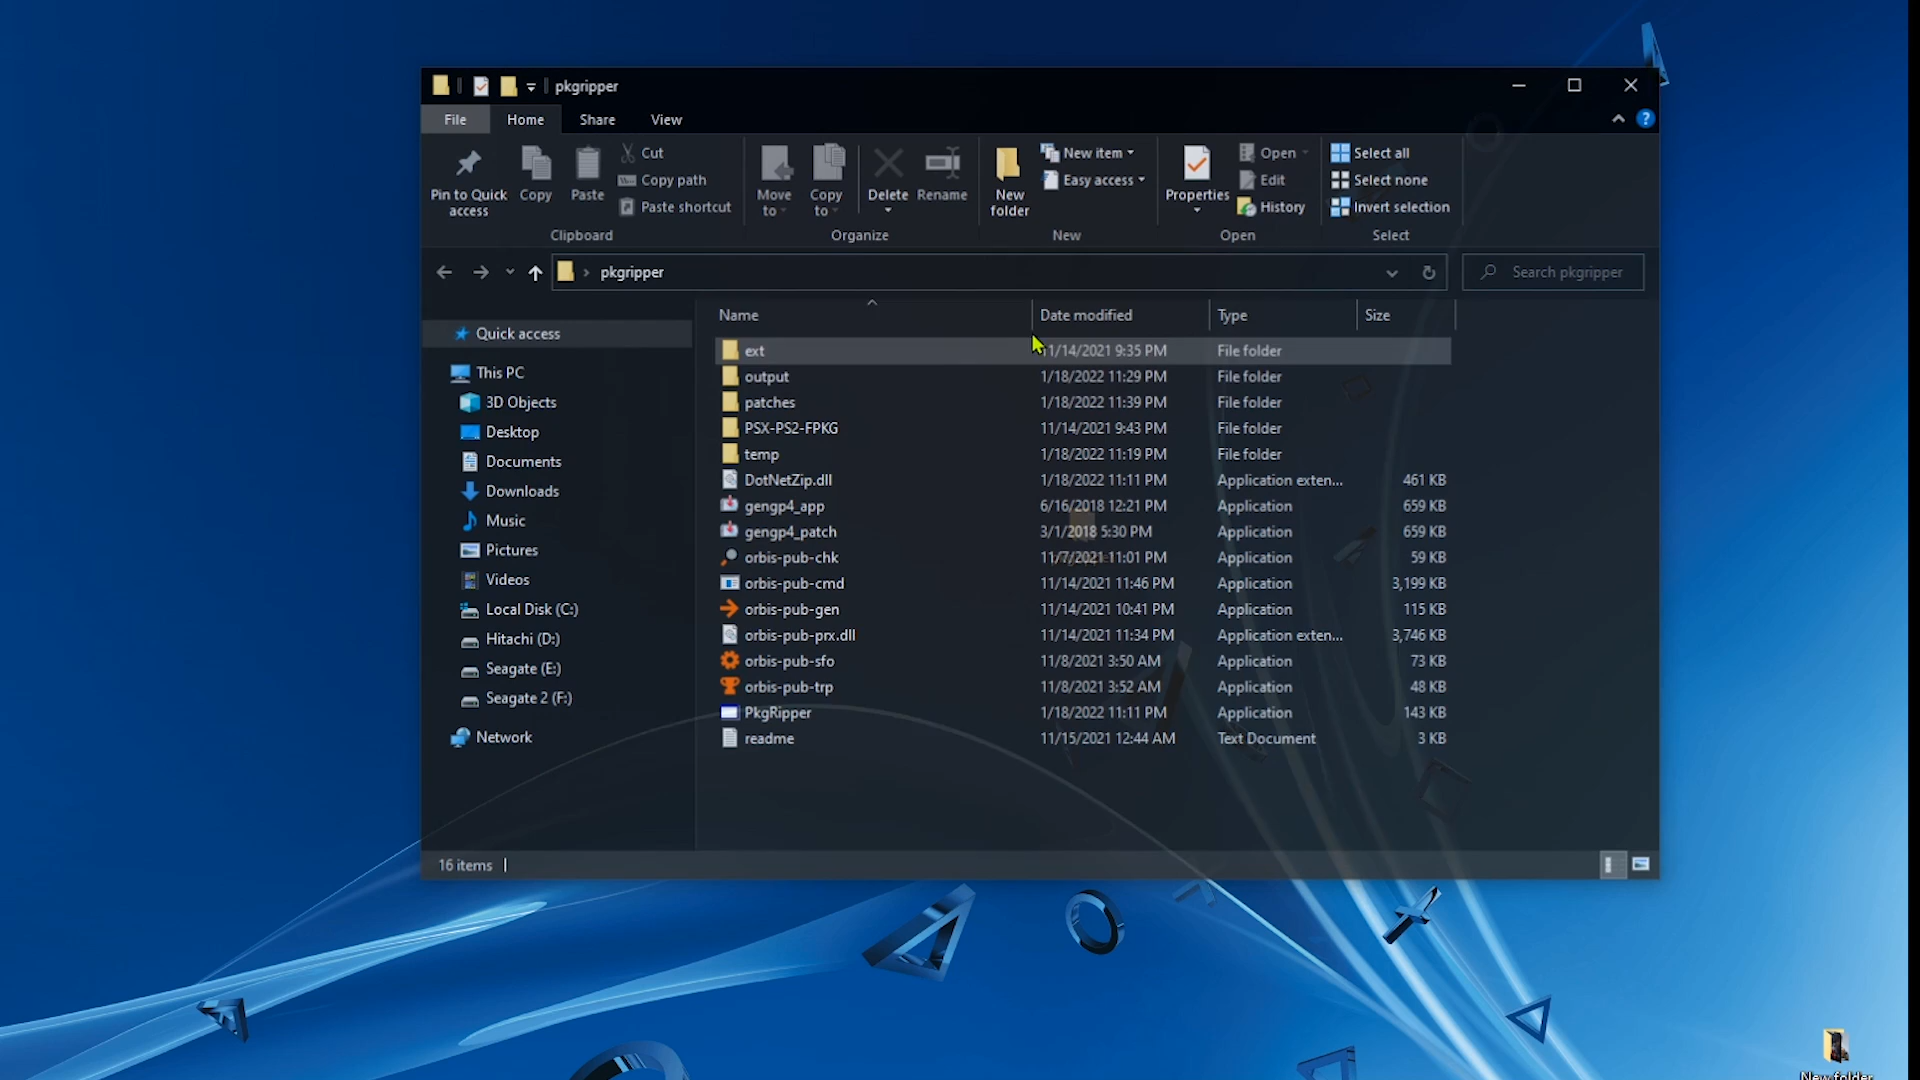 pkgripper
File Home Share View
Pin to Quick access
Copy
Paste
Cut
Copy path
Paste shortcut
Clipboard
Move to
Copy to
Delete
Rename
Organize
New folder
New item
Easy access
New
Properties
Open
Edit
History
Open
Select all
Select none
Invert selection
Select
pkgripper
Search pkgripper
Quick access
This PC
3D Objects
Desktop
Documents
Downloads
Music
Pictures
Videos
Local Disk (C:)
Hitachi (D:)
Seagate (E:)
Seagate 2 (F:)
Network
Name Date modified Type Size
ext 11/14/2021 9:35 PM File folder
output 1/18/2022 11:29 PM File folder
patches 1/18/2022 11:39 PM File folder
PSX-PS2-FPKG 11/14/2021 9:43 PM File folder
temp 1/18/2022 11:19 PM File folder
DotNetZip.dll 1/18/2022 11:11 PM Application exten... 461 KB
gengp4_app 6/16/2018 12:21 PM Application 659 KB
gengp4_patch 3/1/2018 5:30 PM Application 659 KB
orbis-pub-chk 11/7/2021 11:01 PM Application 59 KB
orbis-pub-cmd 11/14/2021 11:46 PM Application 3,199 KB
orbis-pub-gen 11/14/2021 10:41 PM Application 115 KB
orbis-pub-prx.dll 11/14/2021 11:34 PM Application exten... 3,746 KB
orbis-pub-sfo 11/8/2021 3:50 AM Application 73 KB
orbis-pub-trp 11/8/2021 3:52 AM Application 48 KB
PkgRipper 1/18/2022 11:11 PM Application 143 KB
readme 11/15/2021 12:44 AM Text Document 3 KB
16 items
New folder